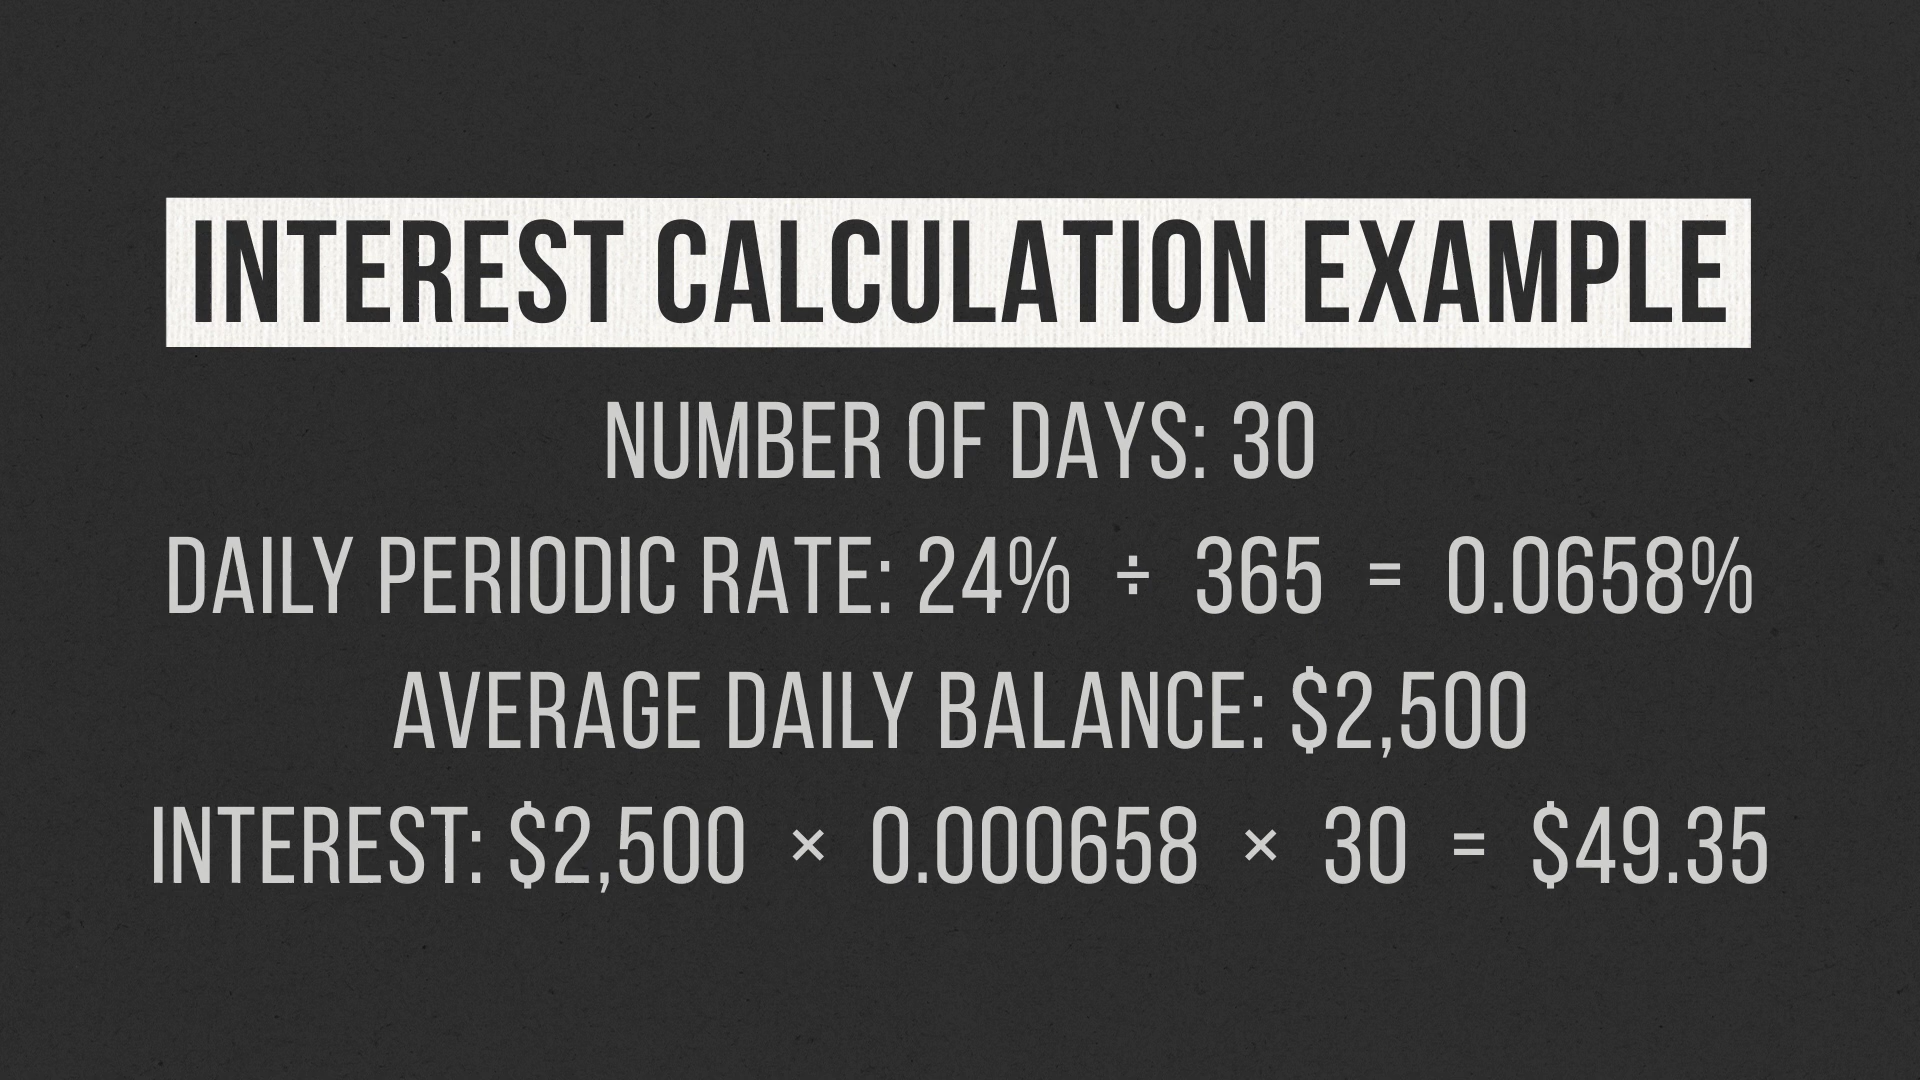 INTEREST CALCULATION EXAMPLE
NUMBER OF DAYS: 30
DAILY PERIODIC RATE: 24% ÷ 365 = 0.0658%
AVERAGE DAILY BALANCE: $2,500
INTEREST: $2,500 × 0.000658 × 30 = $49.35